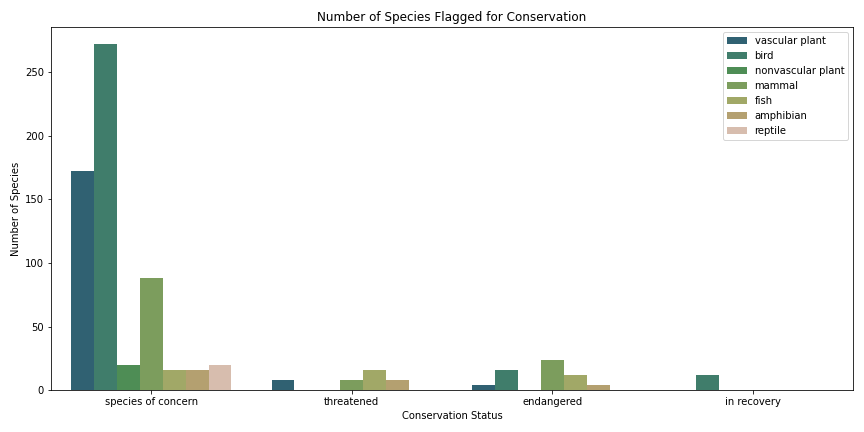 Number of Species Flagged for Conservation
vascular plant
bird
nonvascular plant
mammal
fish
amphibian
reptile
Number of Species
250
200
150
100
50
0
species of concern
threatened
endangered
in recovery
Conservation Status